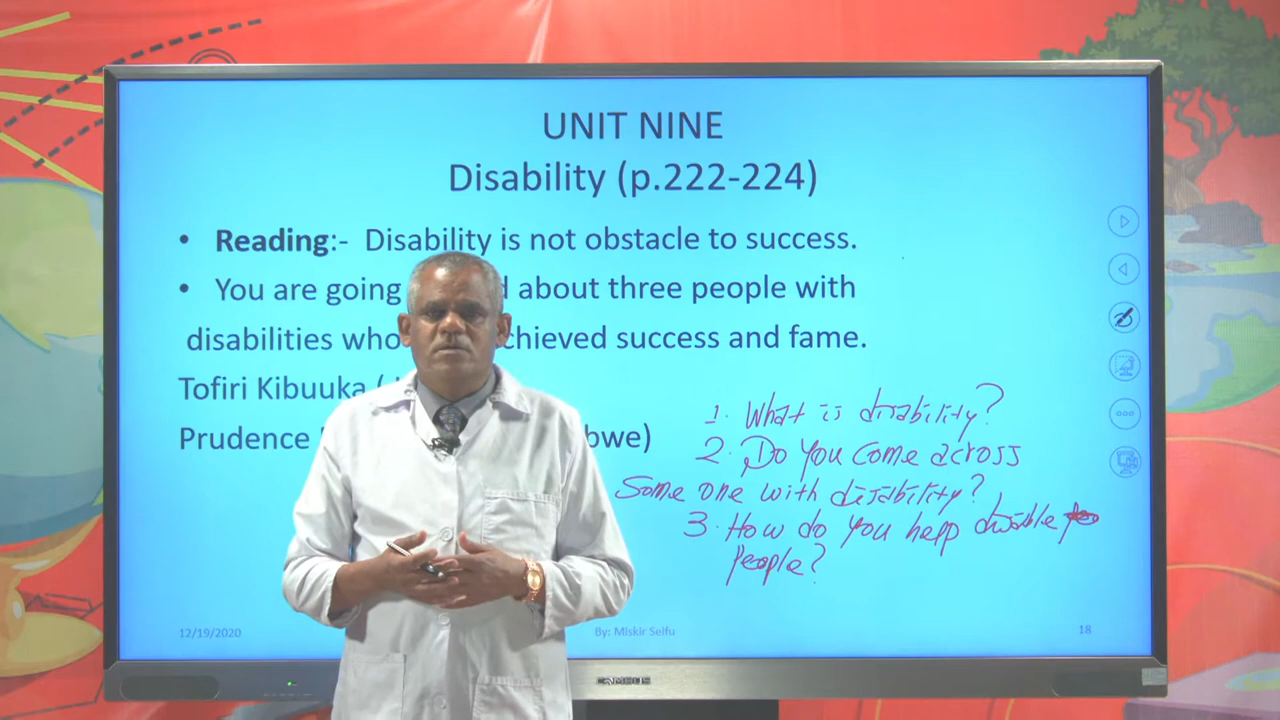 UNIT NINE
Disability (p.222-224)
• Reading:- Disability is not obstacle to success.
• You are going d about three people with
disabilities who chieved success and fame.
Tofiri Kibuuka (
Prudence bwe)
1. What is disability?
2. Do you come across
Some one with disability?
3. How do you help disable
people?
12/19/2020
By: Miskir Seifu
18